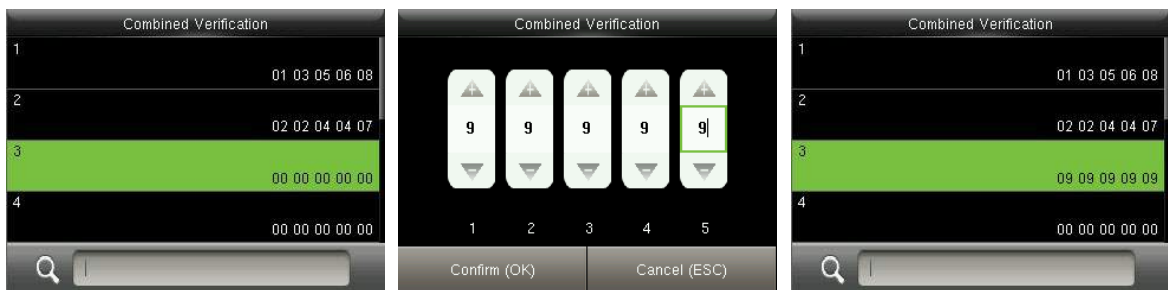 Combined Verification
1
01 03 05 06 08
2
02 02 04 04 07
3
00 00 00 00 00
4
00 00 00 00 00
Combined Verification
9 9 9 9 9
1 2 3 4 5
Confirm (OK) Cancel (ESC)
Combined Verification
1
01 03 05 06 08
2
02 02 04 04 07
3
09 09 09 09 09
4
00 00 00 00 00